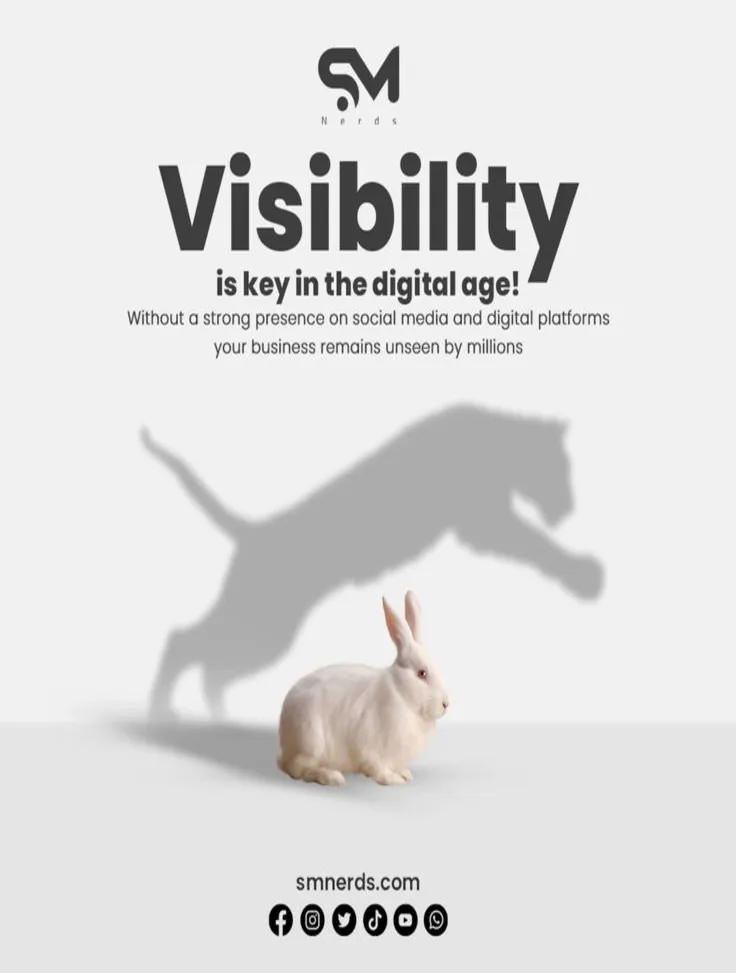 SM
Nerds
Visibility
is key in the digital age!
Without a strong presence on social media and digital platforms
your business remains unseen by millions
smnerds.com